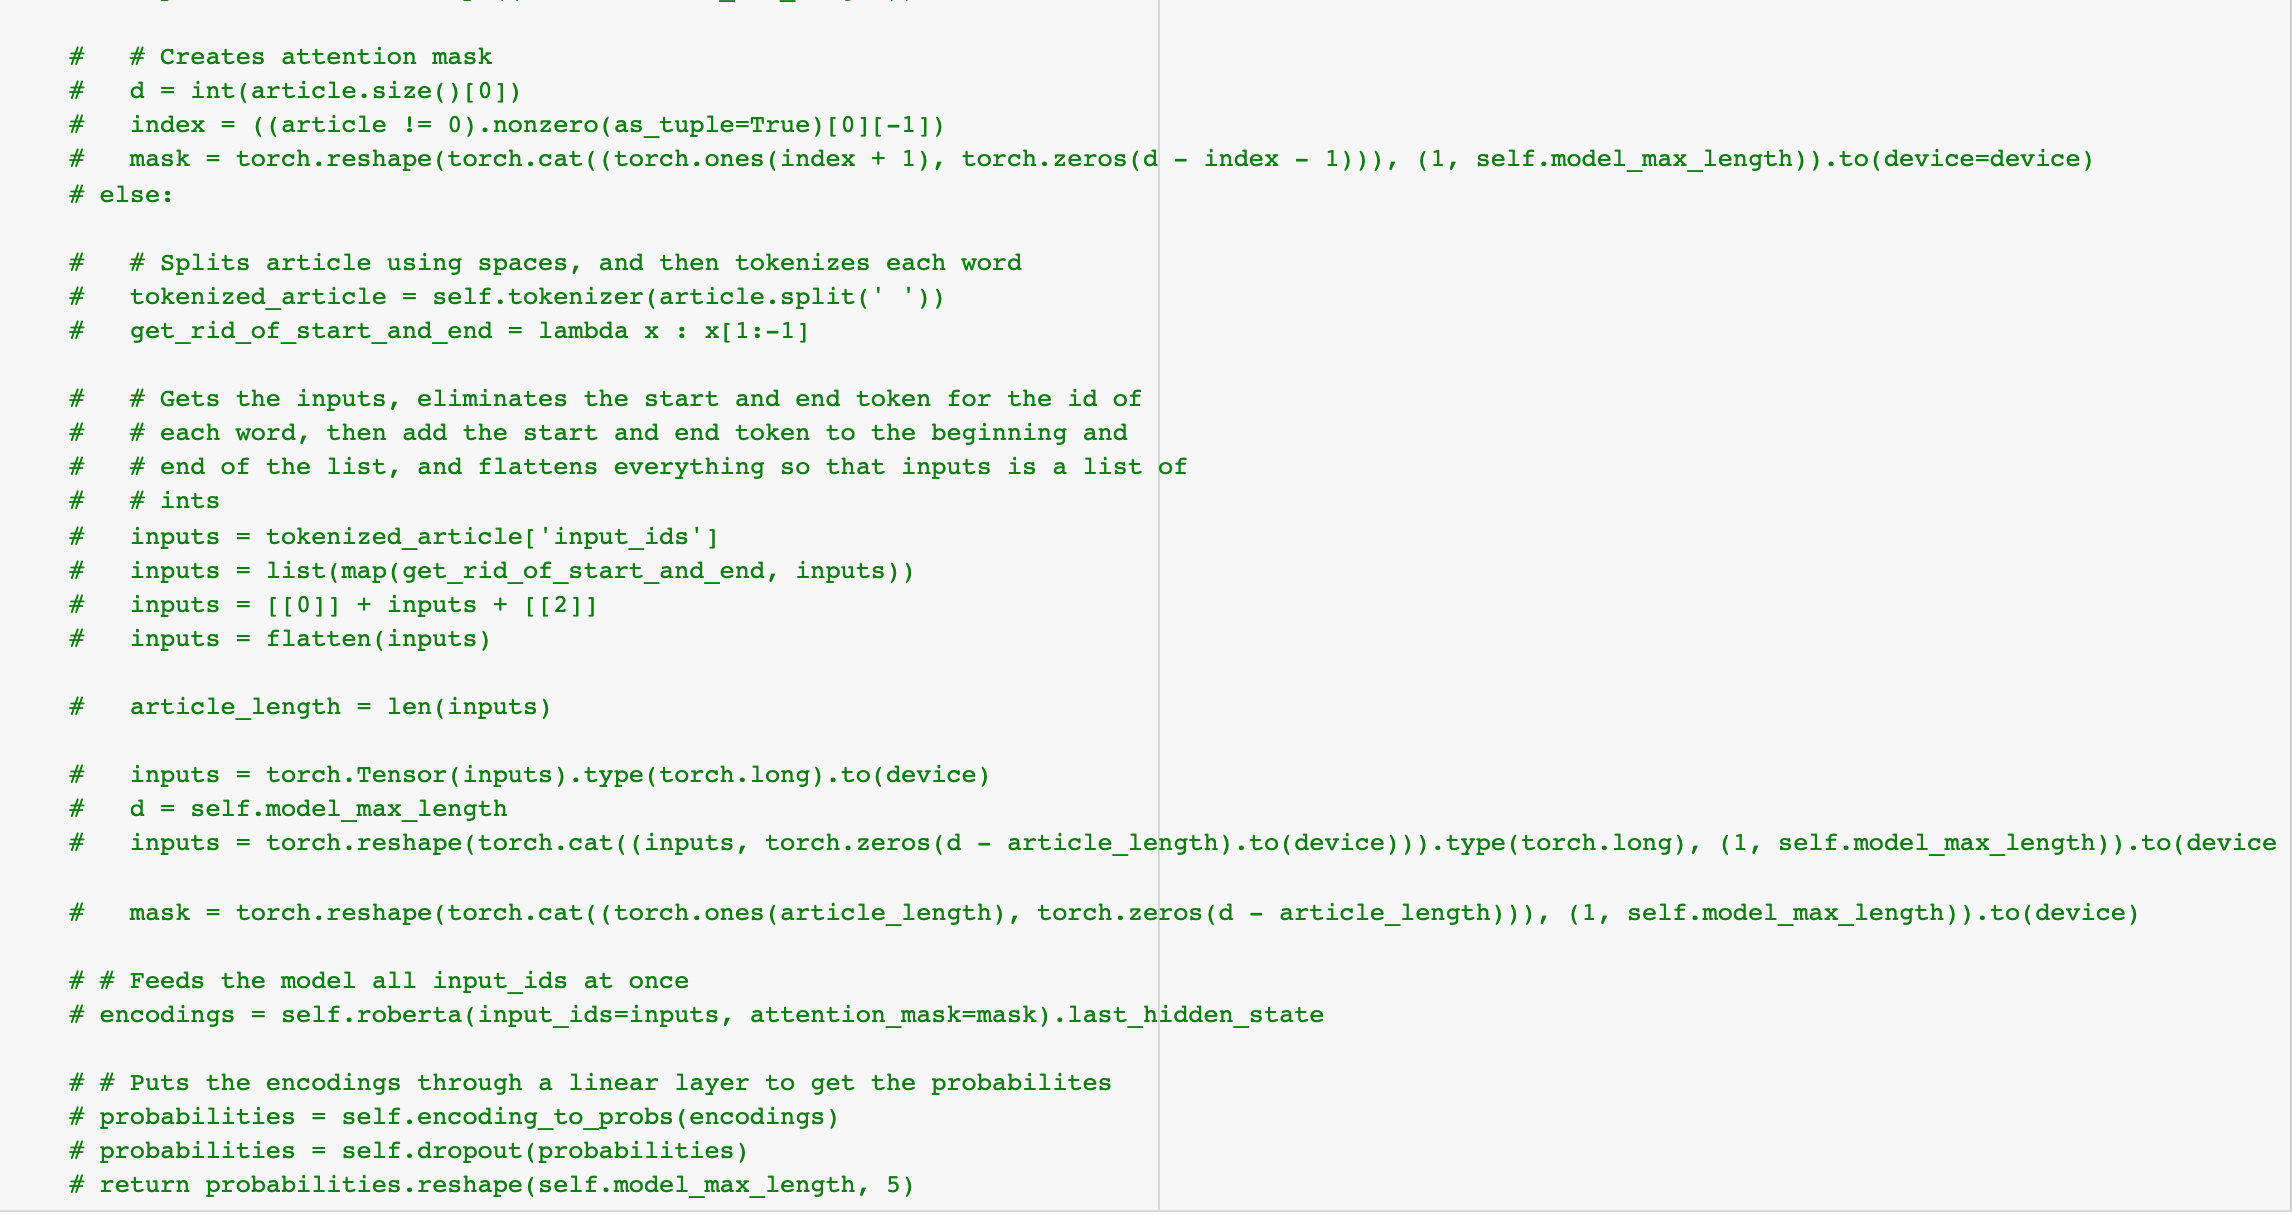 #   # Creates attention mask
#   d = int(article.size()[0])
#   index = ((article != 0).nonzero(as_tuple=True)[0][-1])
#   mask = torch.reshape(torch.cat((torch.ones(index + 1), torch.zeros(d - index - 1))), (1, self.model_max_length)).to(device=device)
# else:
#   # Splits article using spaces, and then tokenizes each word
#   tokenized_article = self.tokenizer(article.split(' '))
#   get_rid_of_start_and_end = lambda x : x[1:-1]
#   # Gets the inputs, eliminates the start and end token for the id of
#   # each word, then add the start and end token to the beginning and
#   # end of the list, and flattens everything so that inputs is a list of
#   # ints
#   inputs = tokenized_article['input_ids']
#   inputs = list(map(get_rid_of_start_and_end, inputs))
#   inputs = [[0]] + inputs + [[2]]
#   inputs = flatten(inputs)
#   article_length = len(inputs)
#   inputs = torch.Tensor(inputs).type(torch.long).to(device)
#   d = self.model_max_length
#   inputs = torch.reshape(torch.cat((inputs, torch.zeros(d - article_length).to(device))).type(torch.long), (1, self.model_max_length)).to(device
#   mask = torch.reshape(torch.cat((torch.ones(article_length), torch.zeros(d - article_length))), (1, self.model_max_length)).to(device)
# # Feeds the model all input_ids at once
# encodings = self.roberta(input_ids=inputs, attention_mask=mask).last_hidden_state
# # Puts the encodings through a linear layer to get the probabilites
# probabilities = self.encoding_to_probs(encodings)
# probabilities = self.dropout(probabilities)
# return probabilities.reshape(self.model_max_length, 5)